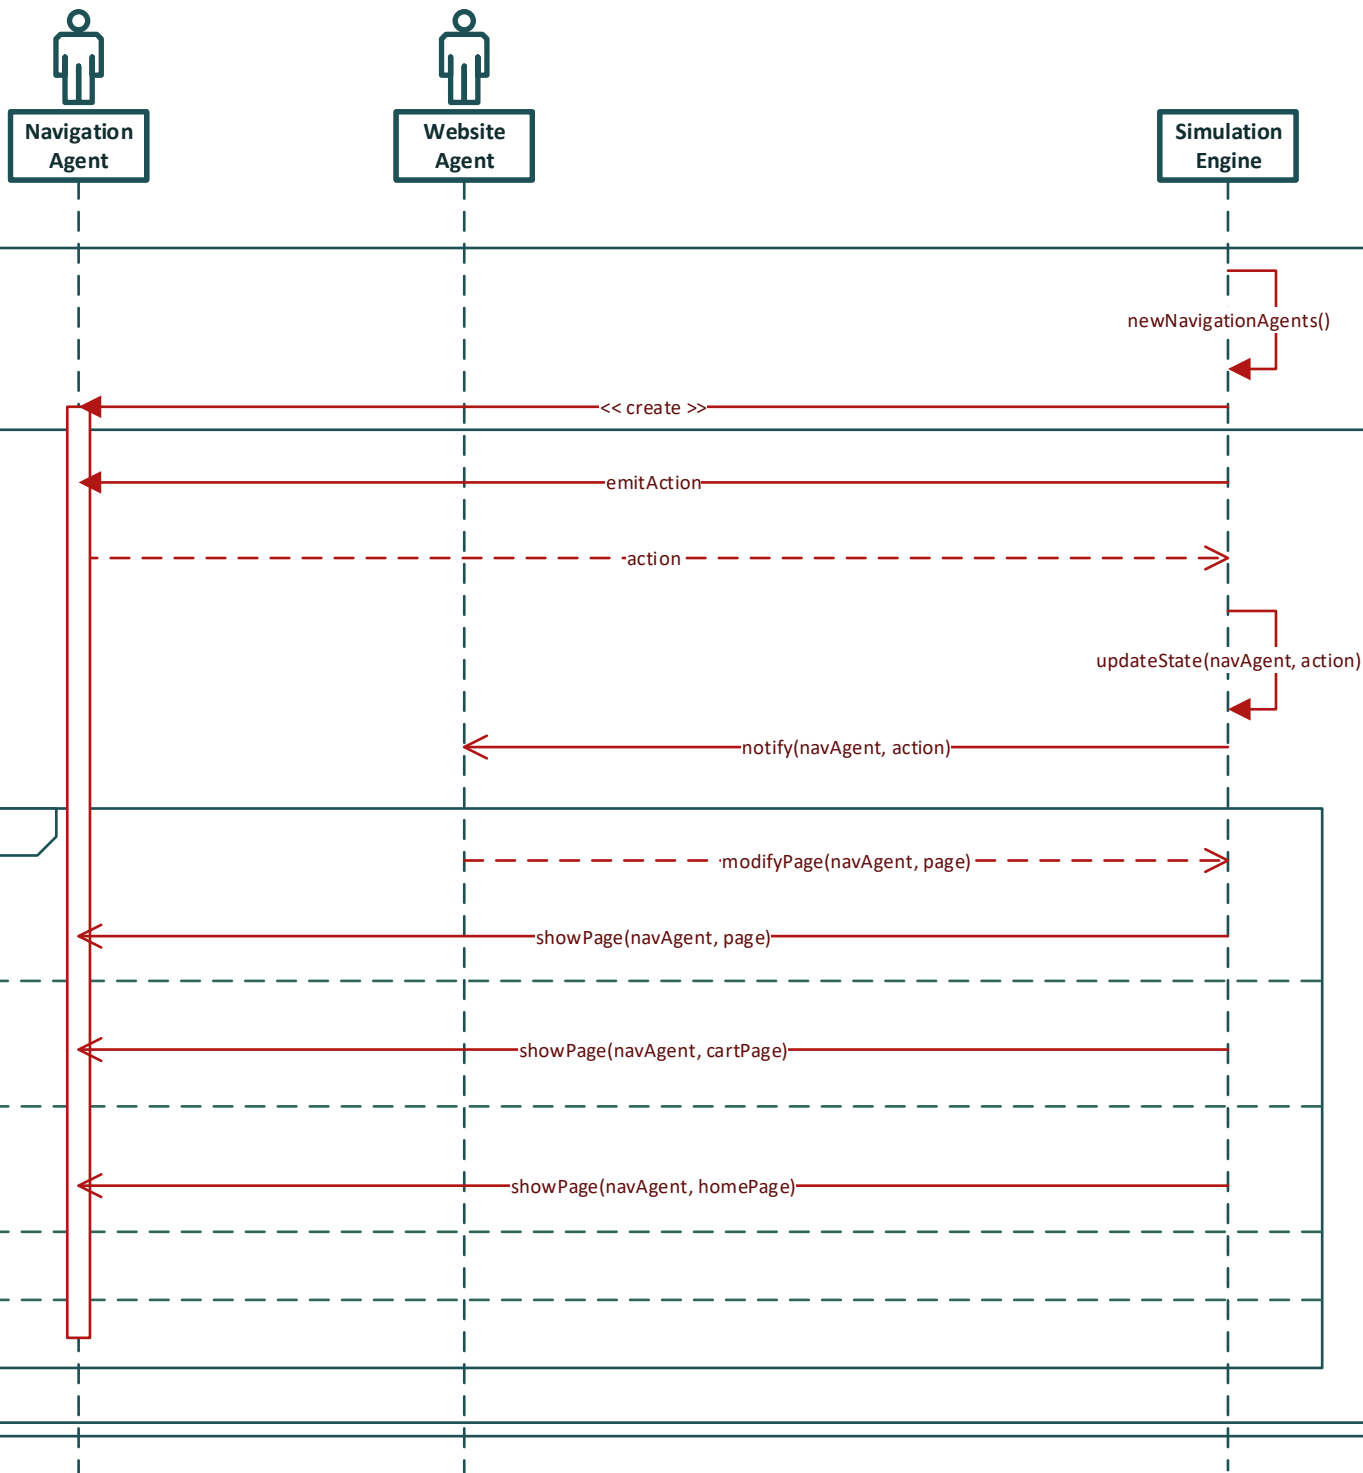 Navigation
Agent
Website
Agent
Simulation
Engine
newNavigationAgents()
<< create >>
emitAction
action
updateState(navAgent, action)
notify(navAgent, action)
modifyPage(navAgent, page)
showPage(navAgent, page)
showPage(navAgent, cartPage)
showPage(navAgent, homePage)